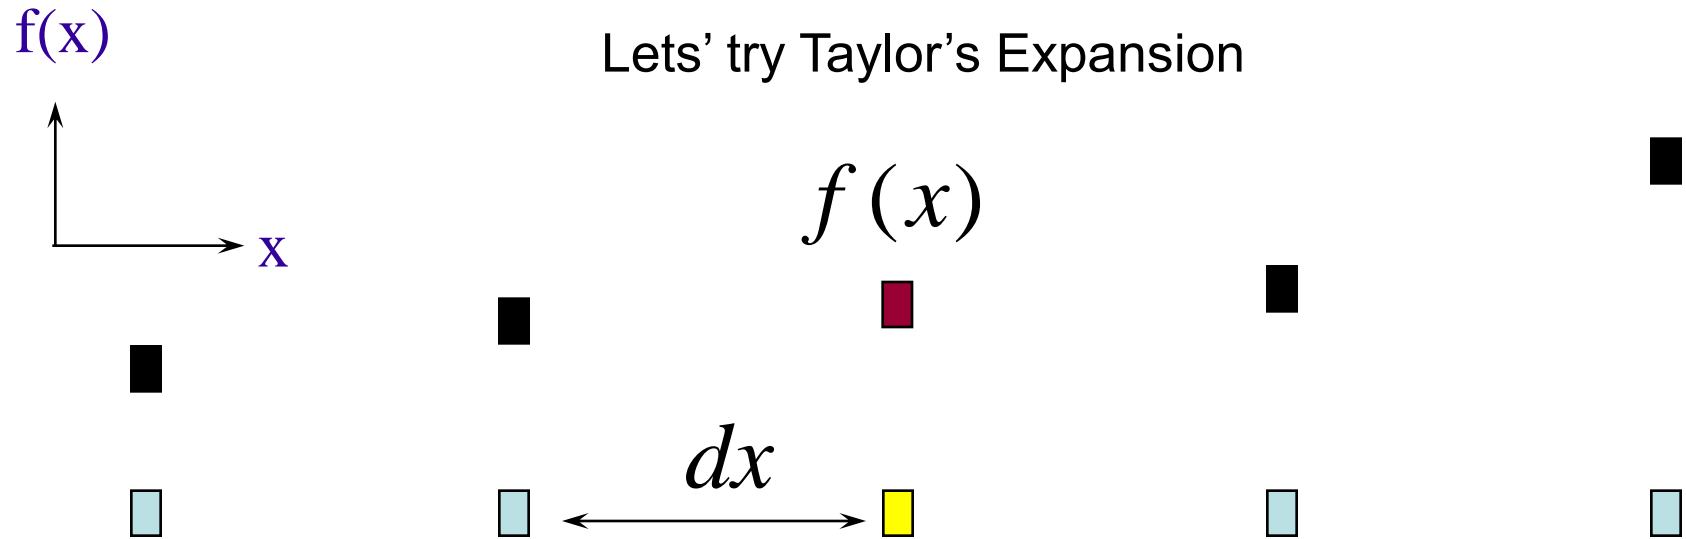 f(x)
Lets’ try Taylor’s Expansion
f (x)
x
dx